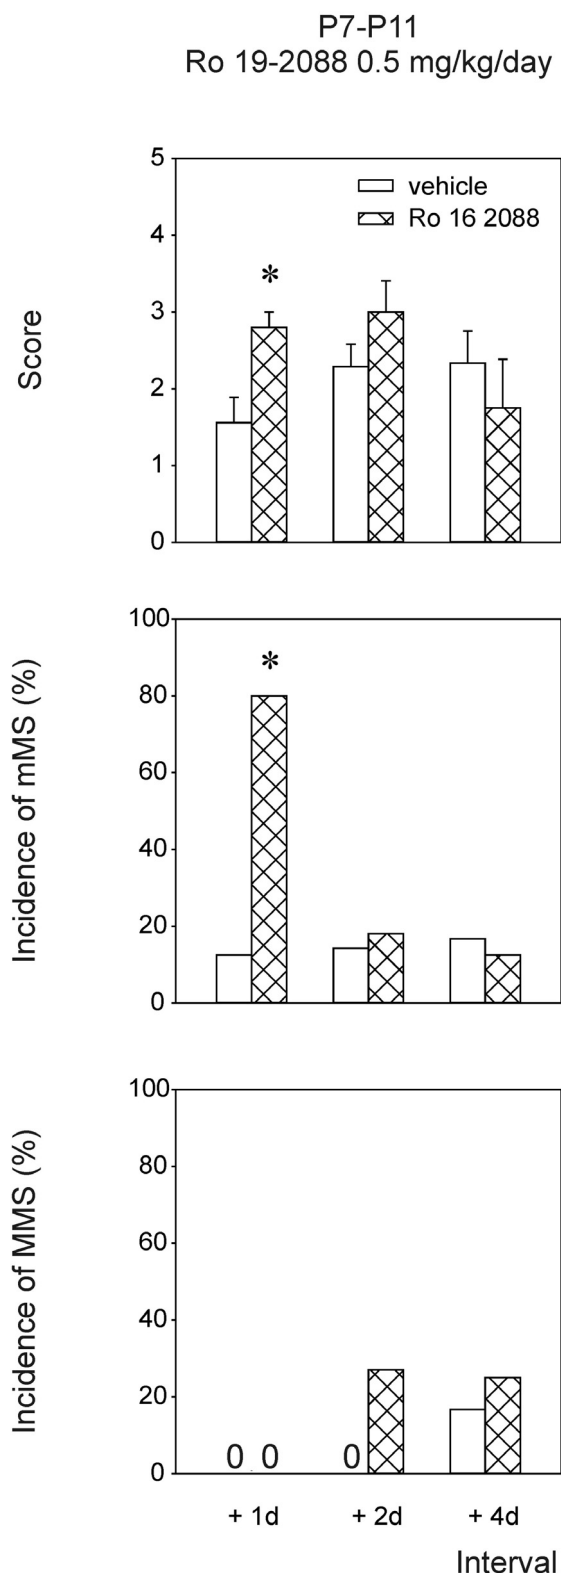 P7-P11
Ro 19-2088 0.5 mg/kg/day
5
4
3
2
1
0
Score
vehicle
Ro 16 2088
*
100
80
60
40
20
0
Incidence of mMS (%)
*
100
80
60
40
20
0
Incidence of MMS (%)
0 0 0
+ 1d + 2d + 4d
Interval